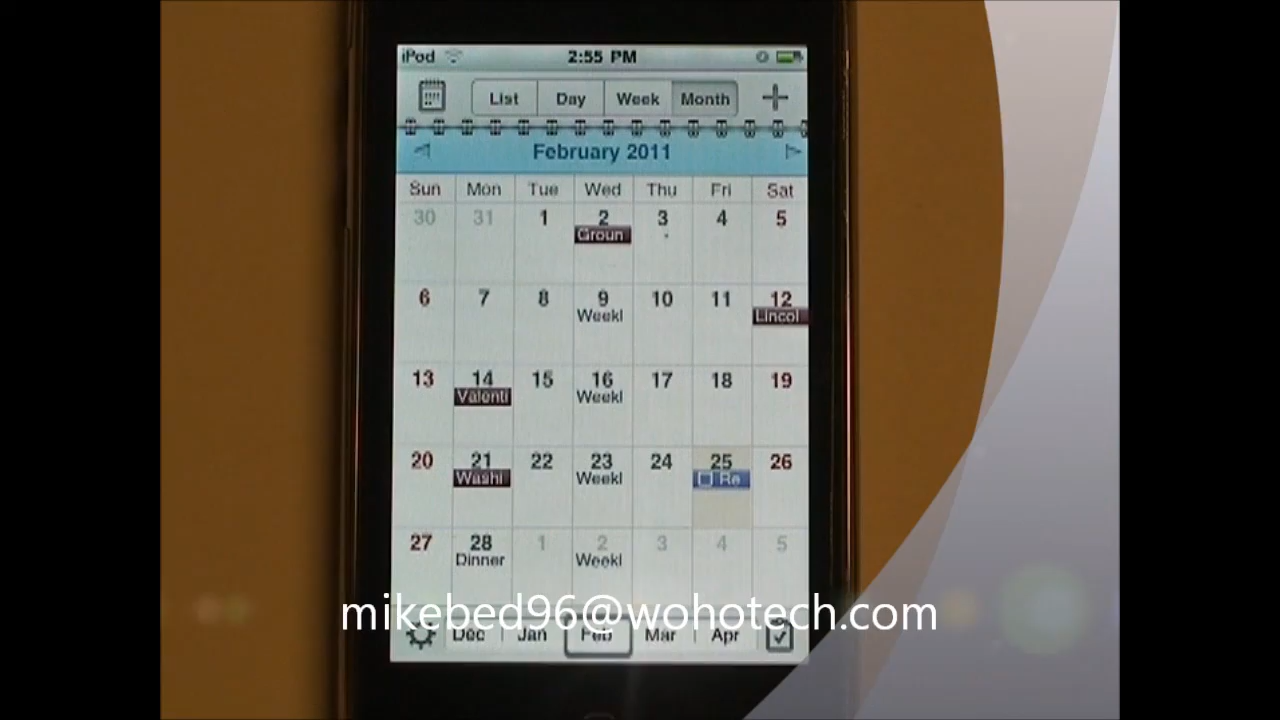 iPod 2:55 PM
List Day Week Month
February 2011
Sun Mon Tue Wed Thu Fri Sat
30 31 1 2 3 4 5
Groun
6 7 8 9 10 11 12
Weekl Lincol
13 14 15 16 17 18 19
Valenti Weekl
20 21 22 23 24 25 26
Washi Weekl Re
27 28 1 2 3 4 5
Dinner Weekl
mikebed96@wohotech.com
Dec Jan Feb Mar Apr